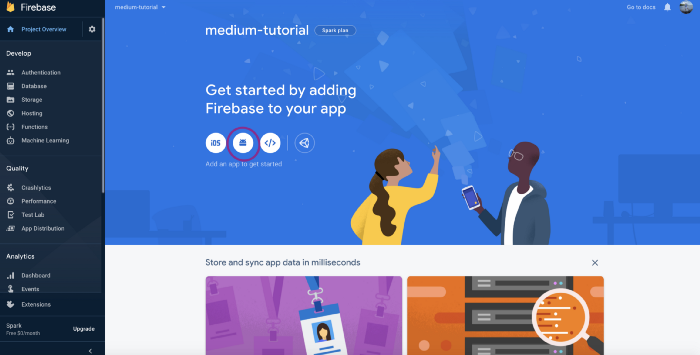 Firebase
medium-tutorial
Go to docs
Project Overview
Develop
Authentication
Database
Storage
Hosting
Functions
Machine Learning
Quality
Crashlytics
Performance
Test Lab
App Distribution
Analytics
Dashboard
Events
Extensions
Spark
Free $0/month
Upgrade
medium-tutorial
Spark plan
Get started by adding
Firebase to your app
iOS
Add an app to get started
Store and sync app data in milliseconds